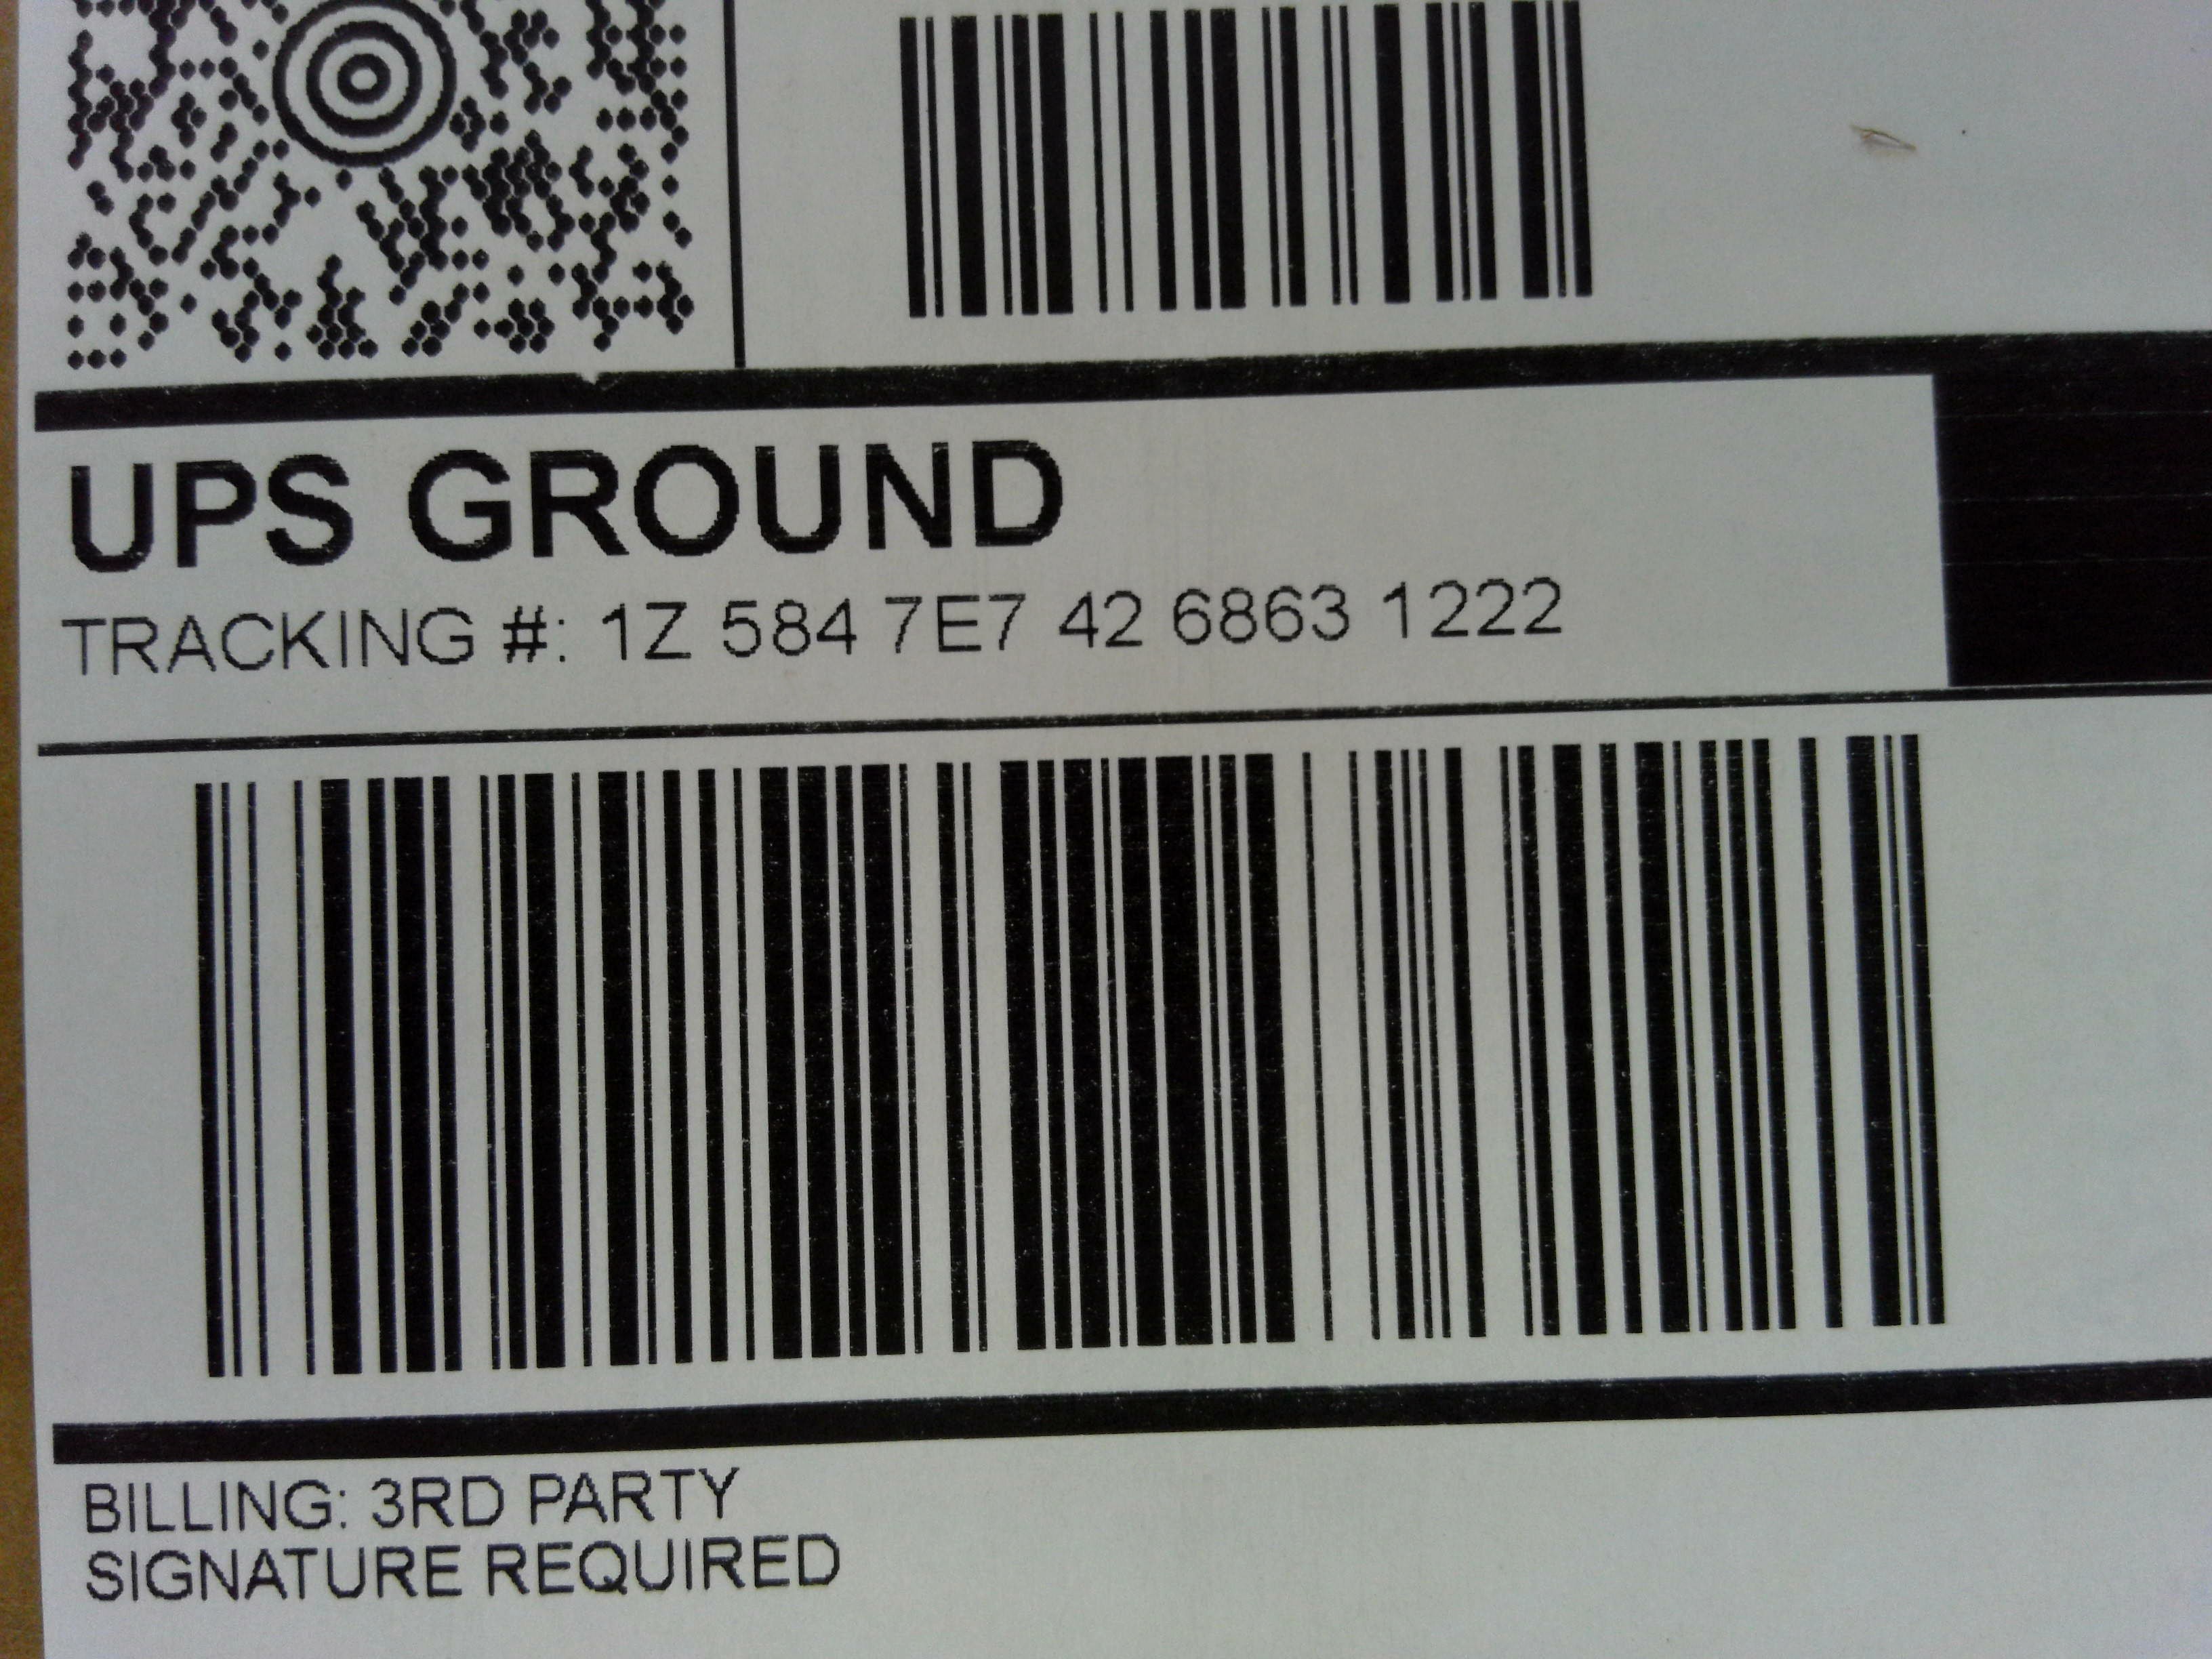 UPS GROUND
TRACKING #: 1Z 584 7E7 42 6863 1222
BILLING: 3RD PARTY
SIGNATURE REQUIRED